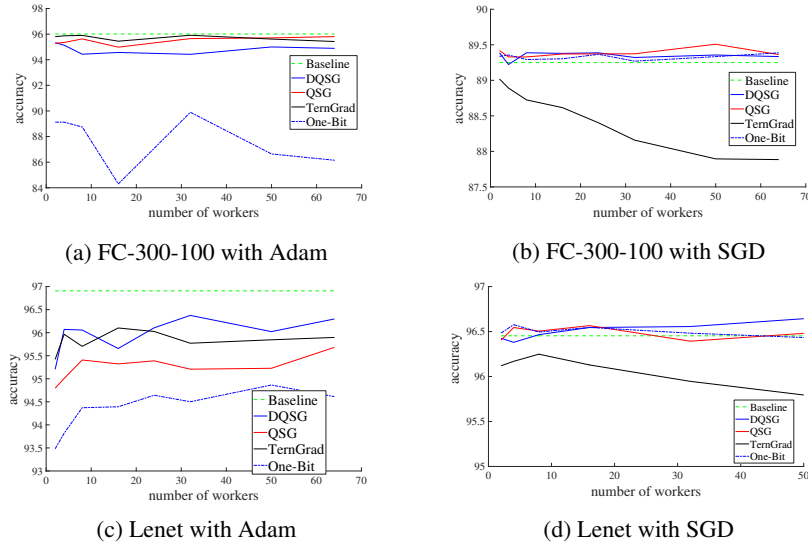 98
96
94
92
90
88
86
84
accuracy
0 10 20 30 40 50 60 70
number of workers
Baseline
DQSG
QSG
TernGrad
One-Bit
(a) FC-300-100 with Adam
90
89.5
89
88.5
88
87.5
accuracy
0 10 20 30 40 50 60 70
number of workers
Baseline
DQSG
QSG
TernGrad
One-Bit
(b) FC-300-100 with SGD
97
96.5
96
95.5
95
94.5
94
93.5
93
accuracy
0 10 20 30 40 50 60 70
number of workers
Baseline
DQSG
QSG
TernGrad
One-Bit
(c) Lenet with Adam
97
96.5
96
95.5
95
accuracy
0 10 20 30 40 50
number of workers
Baseline
DQSG
QSG
TernGrad
One-Bit
(d) Lenet with SGD